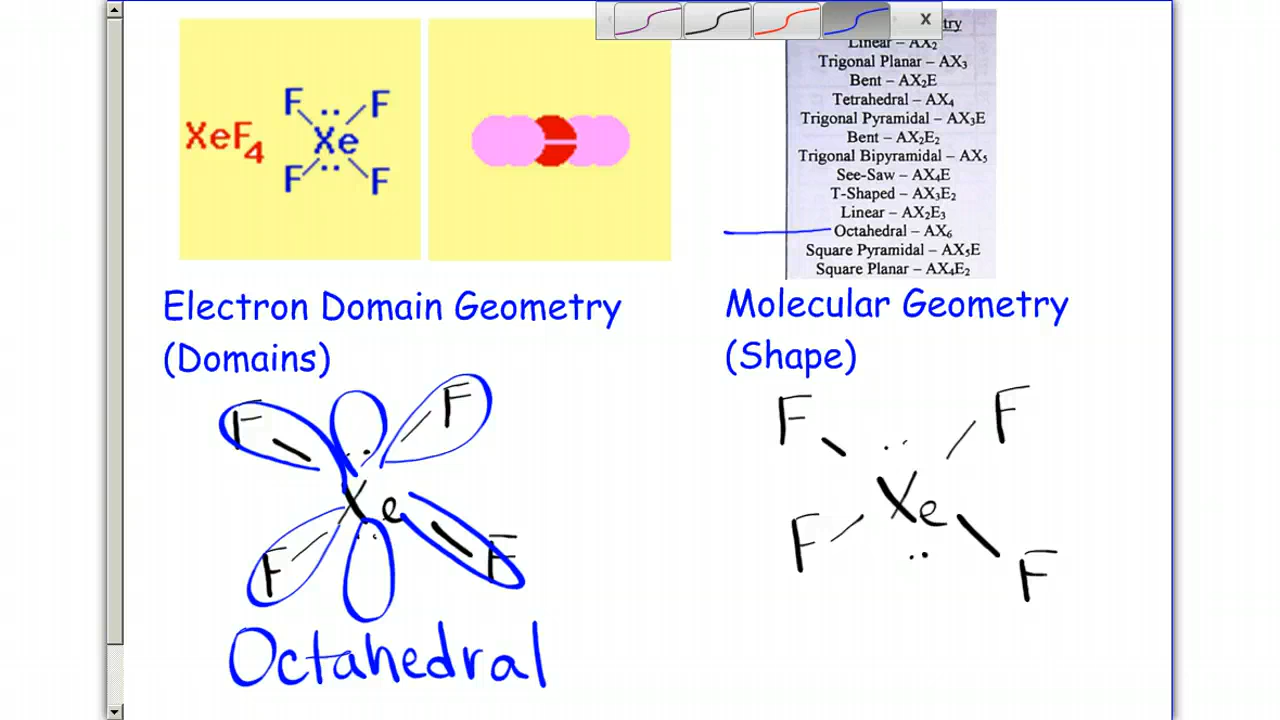 XeF4
F F
Xe
F F
X
try
Linear – AX2
Trigonal Planar – AX3
Bent – AX2E
Tetrahedral – AX4
Trigonal Pyramidal – AX3E
Bent – AX2E2
Trigonal Bipyramidal – AX5
See-Saw – AX4E
T-Shaped – AX3E2
Linear – AX2E3
Octahedral – AX6
Square Pyramidal – AX5E
Square Planar – AX4E2
Electron Domain Geometry
(Domains)
F F
Xe
F F
Octahedral
Molecular Geometry
(Shape)
F F
Xe
F F